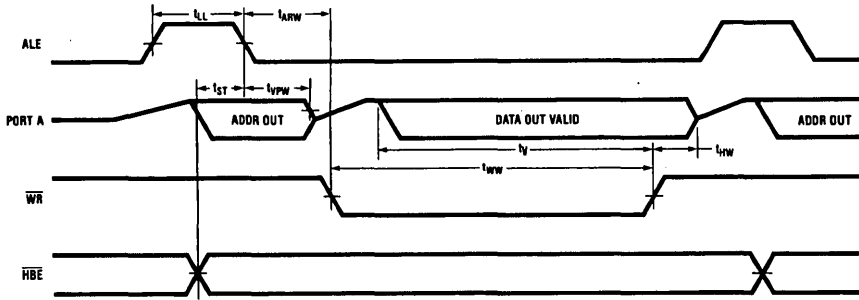 tLL
tARW
ALE
tST
tVPW
PORT A
ADDR OUT
DATA OUT VALID
ADDR OUT
tV
tHW
tWW
WR
HBE